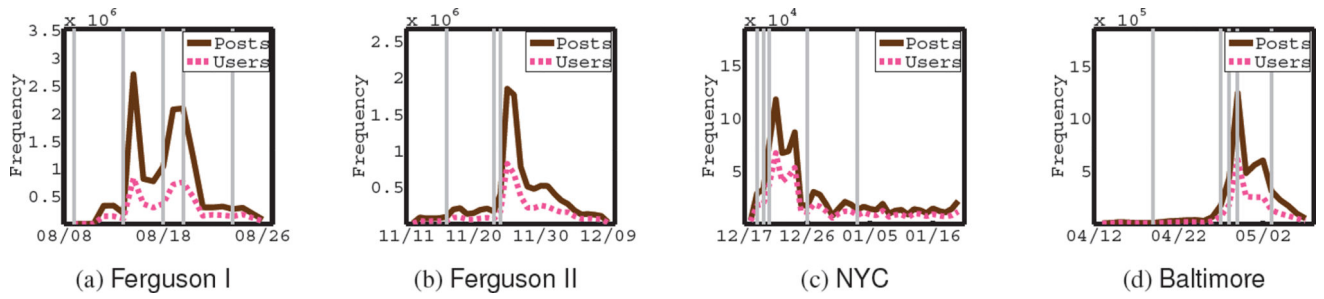 x 10^6
3.5
3
2.5
2
1.5
1
0.5
Frequency
Posts
Users
08/08 08/18 08/26
(a) Ferguson I
x 10^6
2.5
2
1.5
1
0.5
Frequency
Posts
Users
11/11 11/20 11/30 12/09
(b) Ferguson II
x 10^4
15
10
5
Frequency
Posts
Users
12/17 12/26 01/05 01/16
(c) NYC
x 10^5
15
10
5
Frequency
Posts
Users
04/12 04/22 05/02
(d) Baltimore